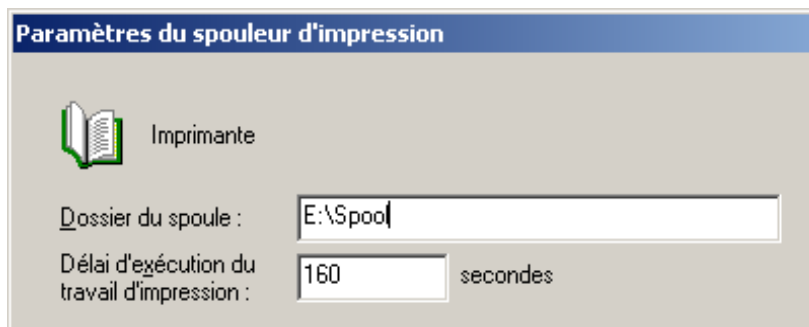 Paramètres du spouleur d'impression
Imprimante
Dossier du spoule : E:\Spool
Délai d'exécution du
travail d'impression : 160 secondes